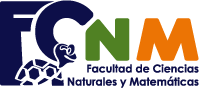 FCNM
Facultad de Ciencias
Naturales y Matemáticas